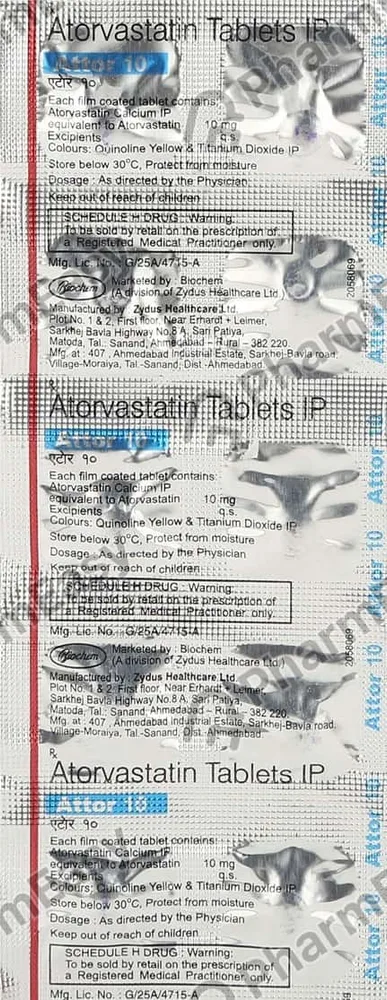 Atorvastatin Tablets IP
Attor 10
एटोर १०
Each film coated tablet contains:
Atorvastatin Calcium IP
equivalent to Atorvastatin 10 mg
Excipients q.s.
Colours: Quinoline Yellow & Titanium Dioxide IP
Store below 30°C, Protect from moisture
Dosage : As directed by the Physician
Keep out of reach of children
SCHEDULE H DRUG : Warning:
To be sold by retail on the prescription of
a Registered Medical Practitioner only.
Mfg. Lic. No. : G/25A/4715-A
Biochem
Marketed by : Biochem
(A division of Zydus Healthcare Ltd.)
Manufactured by : Zydus Healthcare Ltd.
Plot No. 1 & 2, First floor, Near Erhardt + Leimer,
Sarkhej Bavla Highway No.8 A, Sari Patiya,
Matoda, Tal.: Sanand, Ahmedabad – Rural – 382 220.
Mfg. at : 407, Ahmedabad Industrial Estate, Sarkhej-Bavla road,
Village-Moraiya, Tal.-Sanand, Dist.-Ahmedabad.
2058069
Rx
Atorvastatin Tablets IP
Attor 10
एटोर १०
Each film coated tablet contains:
Atorvastatin Calcium IP
equivalent to Atorvastatin 10 mg
Excipients q.s.
Colours: Quinoline Yellow & Titanium Dioxide IP
Store below 30°C, Protect from moisture
Dosage : As directed by the Physician
Keep out of reach of children
SCHEDULE H DRUG : Warning:
To be sold by retail on the prescription of
a Registered Medical Practitioner only.
Mfg. Lic. No. : G/25A/4715-A
Biochem
Marketed by : Biochem
(A division of Zydus Healthcare Ltd.)
Manufactured by : Zydus Healthcare Ltd.
Plot No. 1 & 2, First floor, Near Erhardt + Leimer,
Sarkhej Bavla Highway No.8 A, Sari Patiya,
Matoda, Tal.: Sanand, Ahmedabad – Rural – 382 220.
Mfg. at : 407, Ahmedabad Industrial Estate, Sarkhej-Bavla road,
Village-Moraiya, Tal.-Sanand, Dist.-Ahmedabad.
2058069
Rx
Atorvastatin Tablets IP
Attor 10
एटोर १०
Each film coated tablet contains:
Atorvastatin Calcium IP
equivalent to Atorvastatin 10 mg
Excipients q.s.
Colours: Quinoline Yellow & Titanium Dioxide IP
Store below 30°C, Protect from moisture
Dosage : As directed by the Physician
Keep out of reach of children
SCHEDULE H DRUG : Warning:
To be sold by retail on the prescription of
a Registered Medical Practitioner only.
Mfg. Lic. No. : G/25A/4715-A
Attor 10 Attor 10 Attor 10 Attor 10 Attor 10 Attor 10